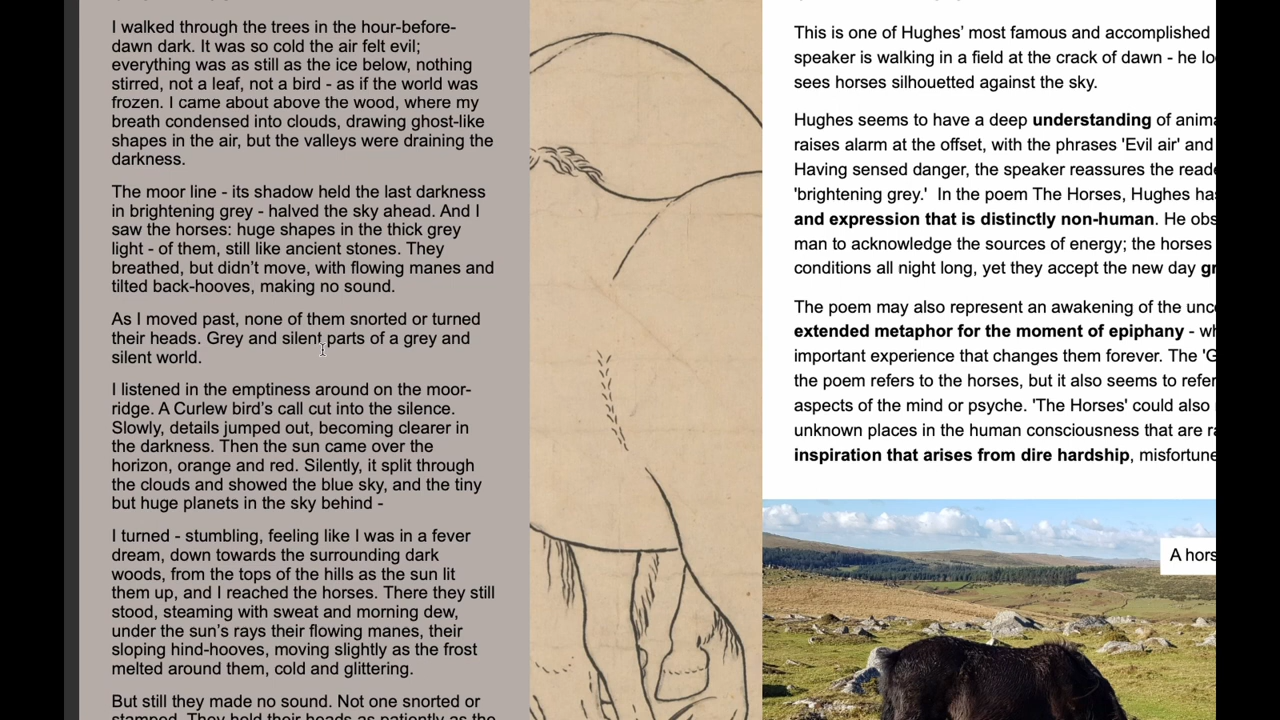 I walked through the trees in the hour-before-
dawn dark. It was so cold the air felt evil;
everything was as still as the ice below, nothing
stirred, not a leaf, not a bird - as if the world was
frozen. I came about above the wood, where my
breath condensed into clouds, drawing ghost-like
shapes in the air, but the valleys were draining the
darkness.
The moor line - its shadow held the last darkness
in brightening grey - halved the sky ahead. And I
saw the horses: huge shapes in the thick grey
light - of them, still like ancient stones. They
breathed, but didn’t move, with flowing manes and
tilted back-hooves, making no sound.
As I moved past, none of them snorted or turned
their heads. Grey and silent parts of a grey and
silent world.
I listened in the emptiness around on the moor-
ridge. A Curlew bird’s call cut into the silence.
Slowly, details jumped out, becoming clearer in
the darkness. Then the sun came over the
horizon, orange and red. Silently, it split through
the clouds and showed the blue sky, and the tiny
but huge planets in the sky behind -
I turned - stumbling, feeling like I was in a fever
dream, down towards the surrounding dark
woods, from the tops of the hills as the sun lit
them up, and I reached the horses. There they still
stood, steaming with sweat and morning dew,
under the sun’s rays their flowing manes, their
sloping hind-hooves, moving slightly as the frost
melted around them, cold and glittering.
But still they made no sound. Not one snorted or
stamped. They held their heads as patiently as the
This is one of Hughes’ most famous and accomplished
speaker is walking in a field at the crack of dawn - he lo
sees horses silhouetted against the sky.
Hughes seems to have a deep understanding of anima
raises alarm at the offset, with the phrases 'Evil air' and
Having sensed danger, the speaker reassures the reade
'brightening grey.' In the poem The Horses, Hughes has
and expression that is distinctly non-human. He obs
man to acknowledge the sources of energy; the horses
conditions all night long, yet they accept the new day gr
The poem may also represent an awakening of the unco
extended metaphor for the moment of epiphany - wh
important experience that changes them forever. The 'G
the poem refers to the horses, but it also seems to refer
aspects of the mind or psyche. 'The Horses' could also
unknown places in the human consciousness that are ra
inspiration that arises from dire hardship, misfortune
A hors